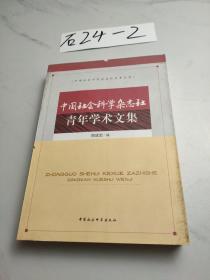 石24-2
中国社会科学杂志社
青年学术文集
ZHONGGUO SHEHUI KEXUE ZAZHISHE
QINGNIAN XUESHU WENJI
中国社会科学出版社